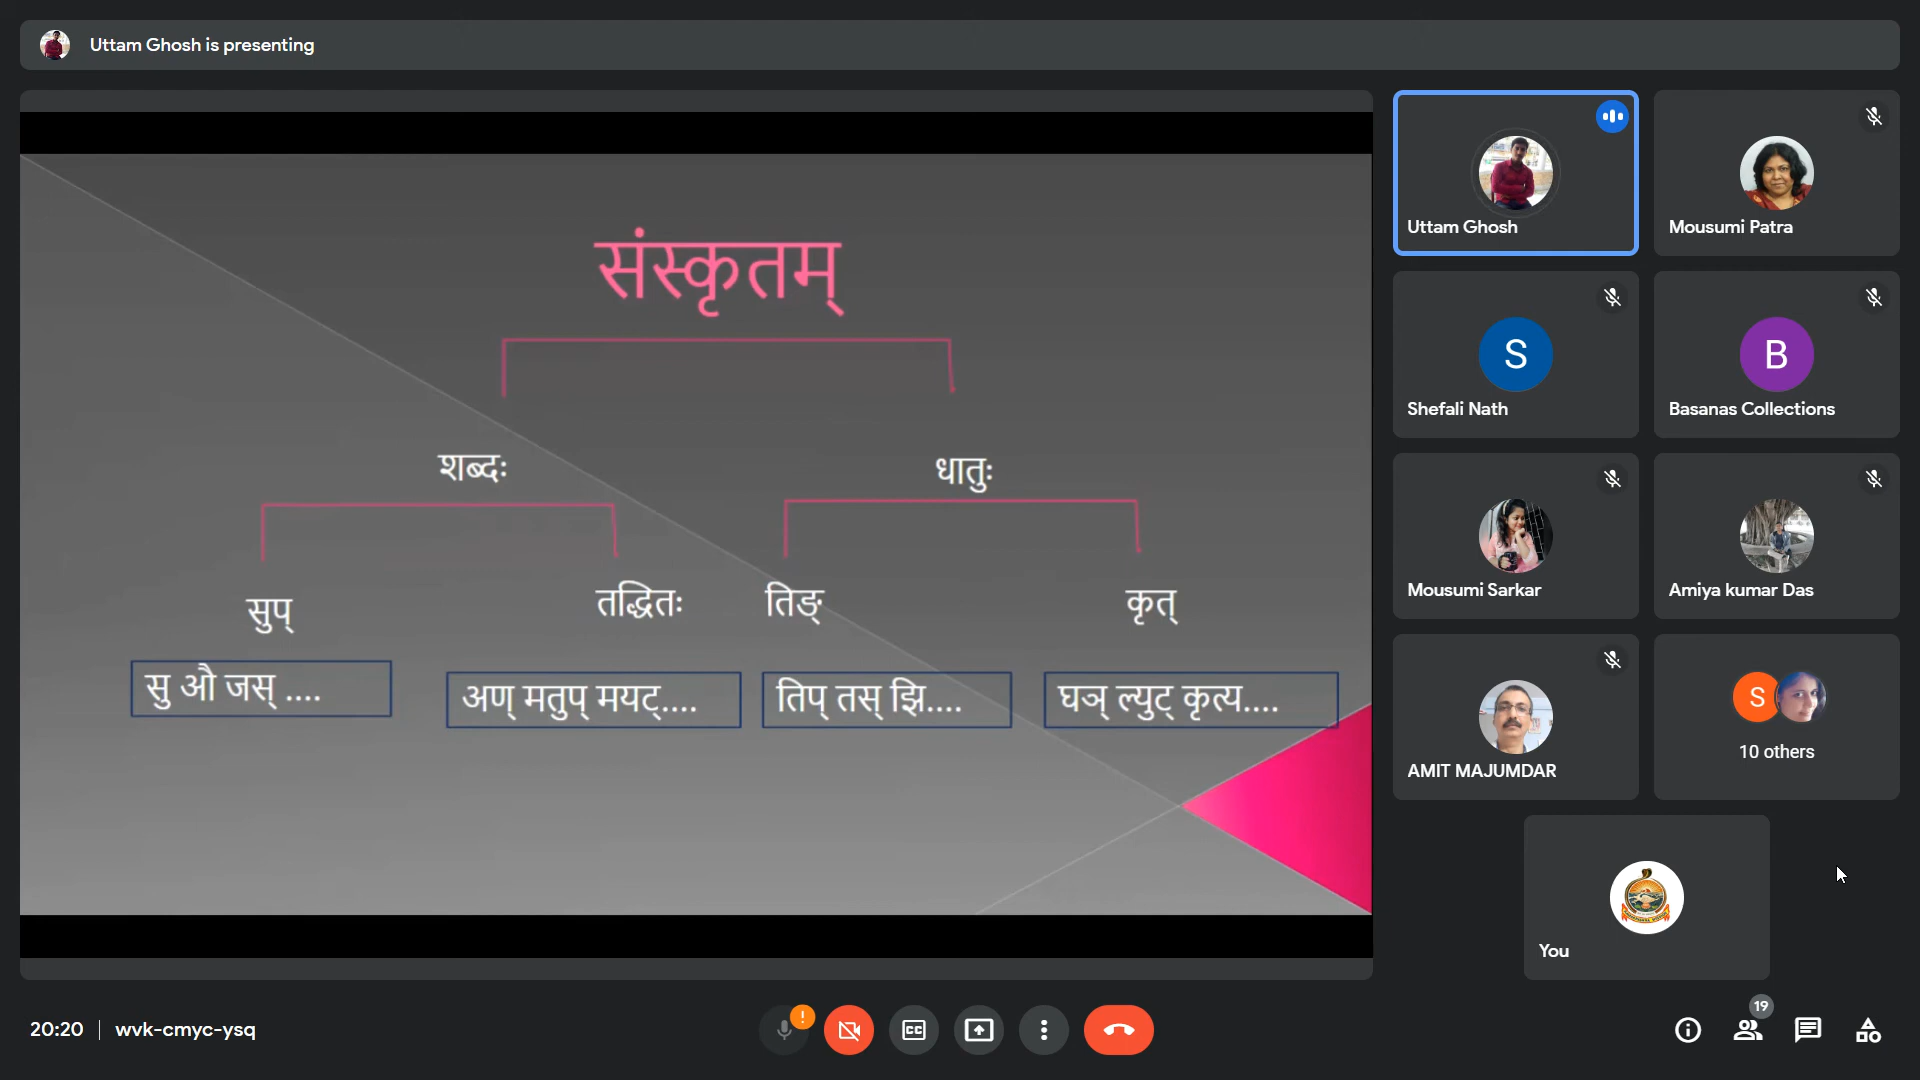 Uttam Ghosh is presenting
संस्कृतम्
शब्दः
धातुः
सुप्
तद्धितः
तिङ्
कृत्
सु औ जस् ....
अण् मतुप् मयट्....
तिप् तस् झि....
घञ् ल्युट् कृत्य....
Uttam Ghosh
Mousumi Patra
S
B
Shefali Nath
Basanas Collections
Mousumi Sarkar
Amiya kumar Das
AMIT MAJUMDAR
S
10 others
You
20:20 | wvk-cmyc-ysq
!
CC
19